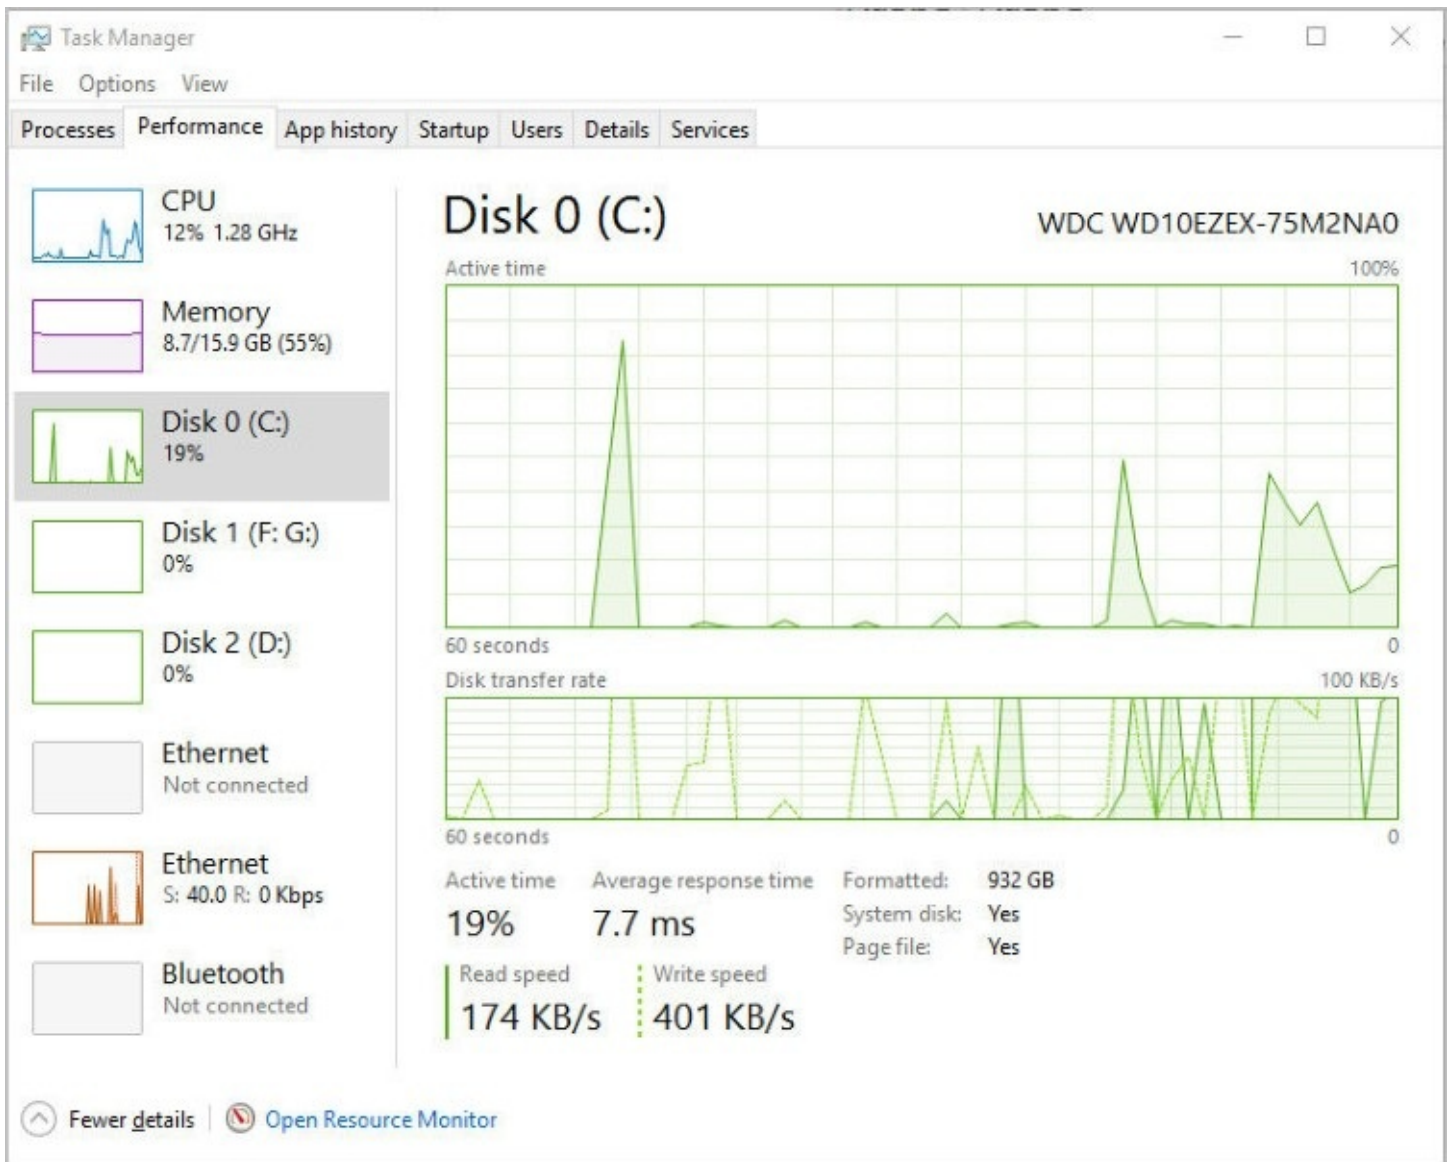 Task Manager
File Options View
Processes Performance App history Startup Users Details Services
CPU
12% 1.28 GHz
Memory
8.7/15.9 GB (55%)
Disk 0 (C:)
19%
Disk 1 (F: G:)
0%
Disk 2 (D:)
0%
Ethernet
Not connected
Ethernet
S: 40.0 R: 0 Kbps
Bluetooth
Not connected
Disk 0 (C:) WDC WD10EZEX-75M2NA0
Active time 100%
60 seconds 0
Disk transfer rate 100 KB/s
60 seconds 0
Active time Average response time
19% 7.7 ms
Read speed Write speed
174 KB/s 401 KB/s
Formatted: 932 GB
System disk: Yes
Page file: Yes
Fewer details Open Resource Monitor